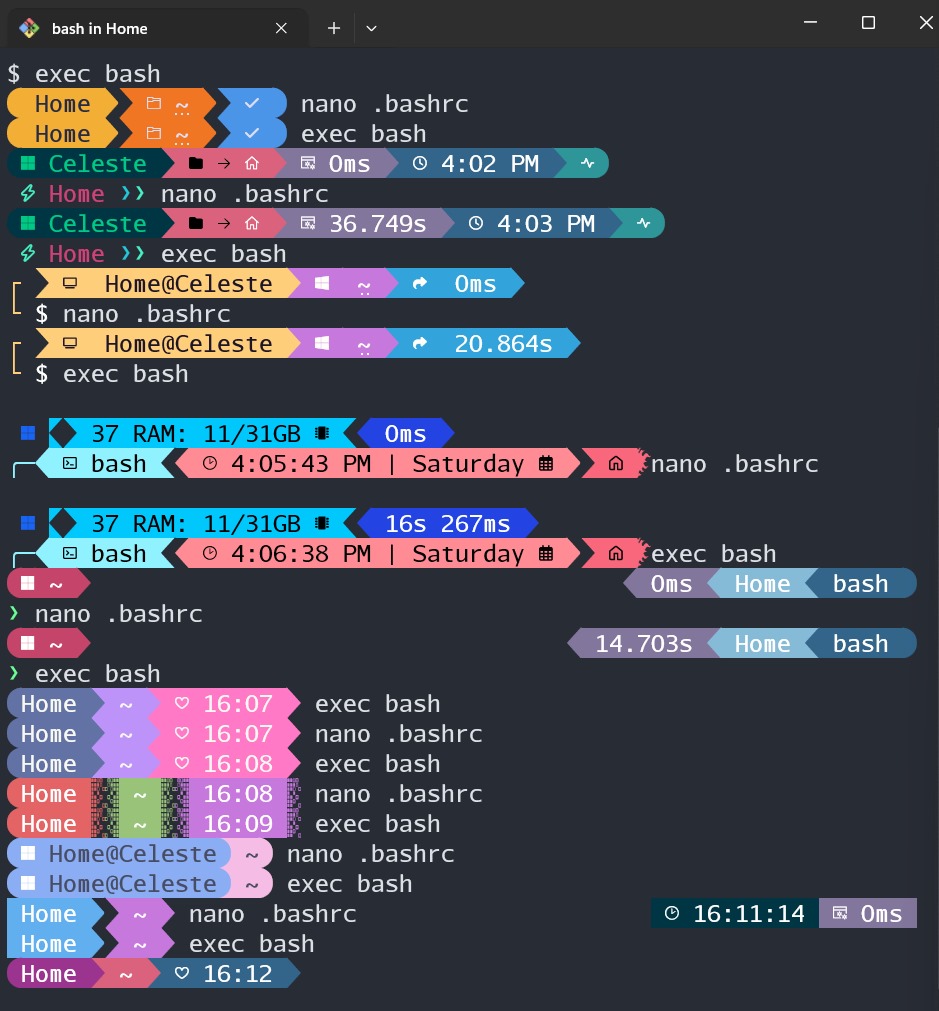 bash in Home
$ exec bash
Home ~ nano .bashrc
Home ~ exec bash
Celeste → 0ms 4:02 PM
Home ❯❯ nano .bashrc
Celeste → 36.749s 4:03 PM
Home ❯❯ exec bash
Home@Celeste ~ 0ms
$ nano .bashrc
Home@Celeste ~ 20.864s
$ exec bash
37 RAM: 11/31GB 0ms
bash 4:05:43 PM | Saturday nano .bashrc
37 RAM: 11/31GB 16s 267ms
bash 4:06:38 PM | Saturday exec bash
~ 0ms Home bash
❯ nano .bashrc
~ 14.703s Home bash
❯ exec bash
Home ~ ♡ 16:07 exec bash
Home ~ ♡ 16:07 nano .bashrc
Home ~ ♡ 16:08 exec bash
Home ~ 16:08 nano .bashrc
Home ~ 16:09 exec bash
Home@Celeste ~ nano .bashrc
Home@Celeste ~ exec bash
Home ~ nano .bashrc 16:11:14 0ms
Home ~ exec bash
Home ~ ♡ 16:12